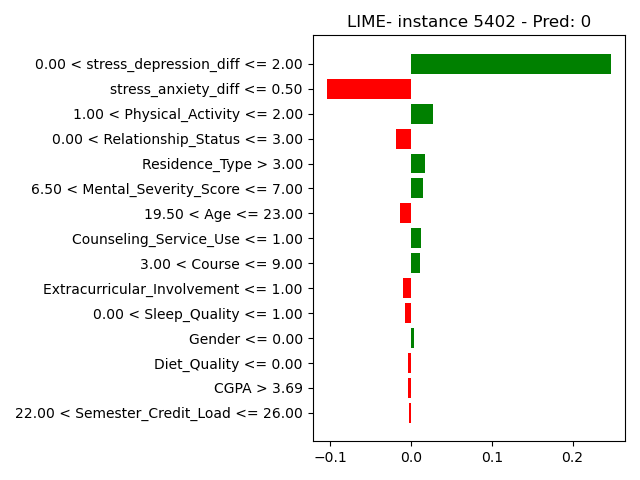 LIME- instance 5402 - Pred: 0
0.00 < stress_depression_diff <= 2.00
stress_anxiety_diff <= 0.50
1.00 < Physical_Activity <= 2.00
0.00 < Relationship_Status <= 3.00
Residence_Type > 3.00
6.50 < Mental_Severity_Score <= 7.00
19.50 < Age <= 23.00
Counseling_Service_Use <= 1.00
3.00 < Course <= 9.00
Extracurricular_Involvement <= 1.00
0.00 < Sleep_Quality <= 1.00
Gender <= 0.00
Diet_Quality <= 0.00
CGPA > 3.69
22.00 < Semester_Credit_Load <= 26.00
−0.1 0.0 0.1 0.2